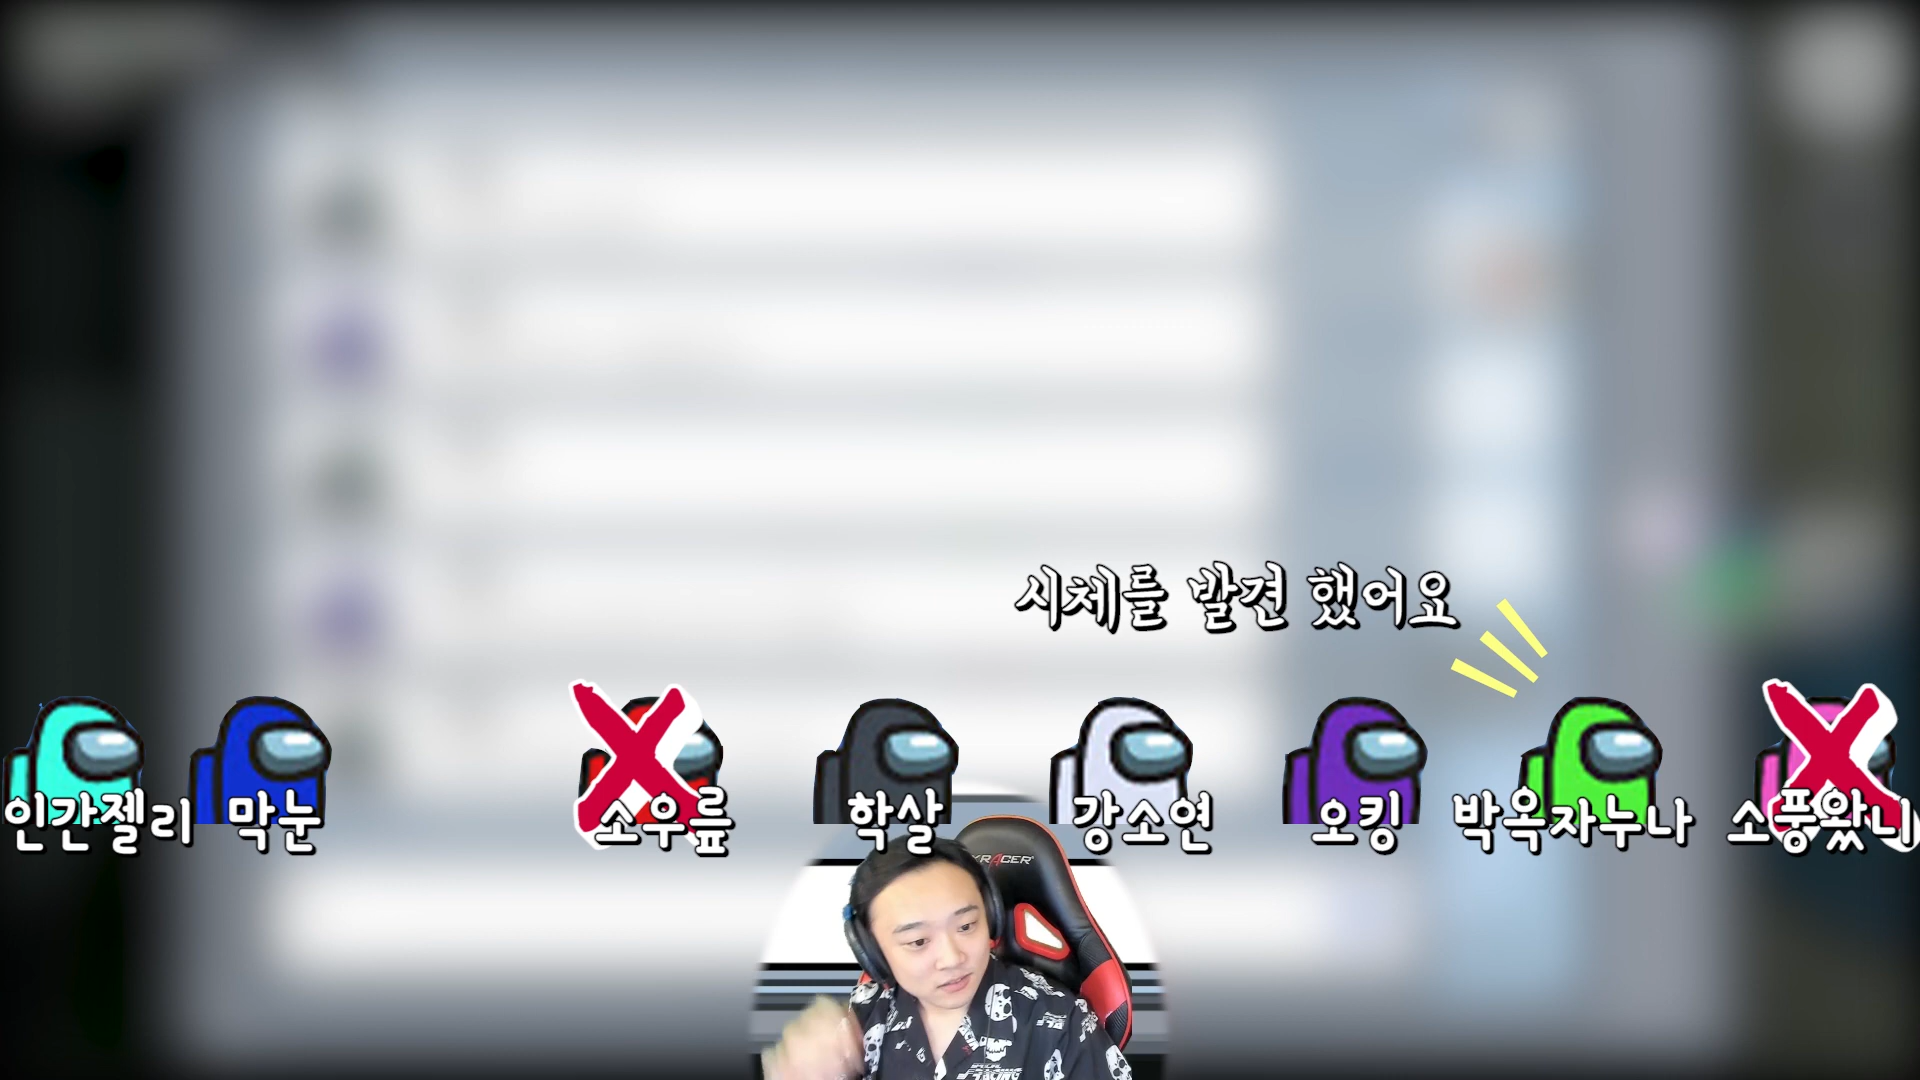 시체를 발견 했어요
인간젤리 막눈 소우릎 학살 강소연 오킹 박옥자누나 소풍왔니